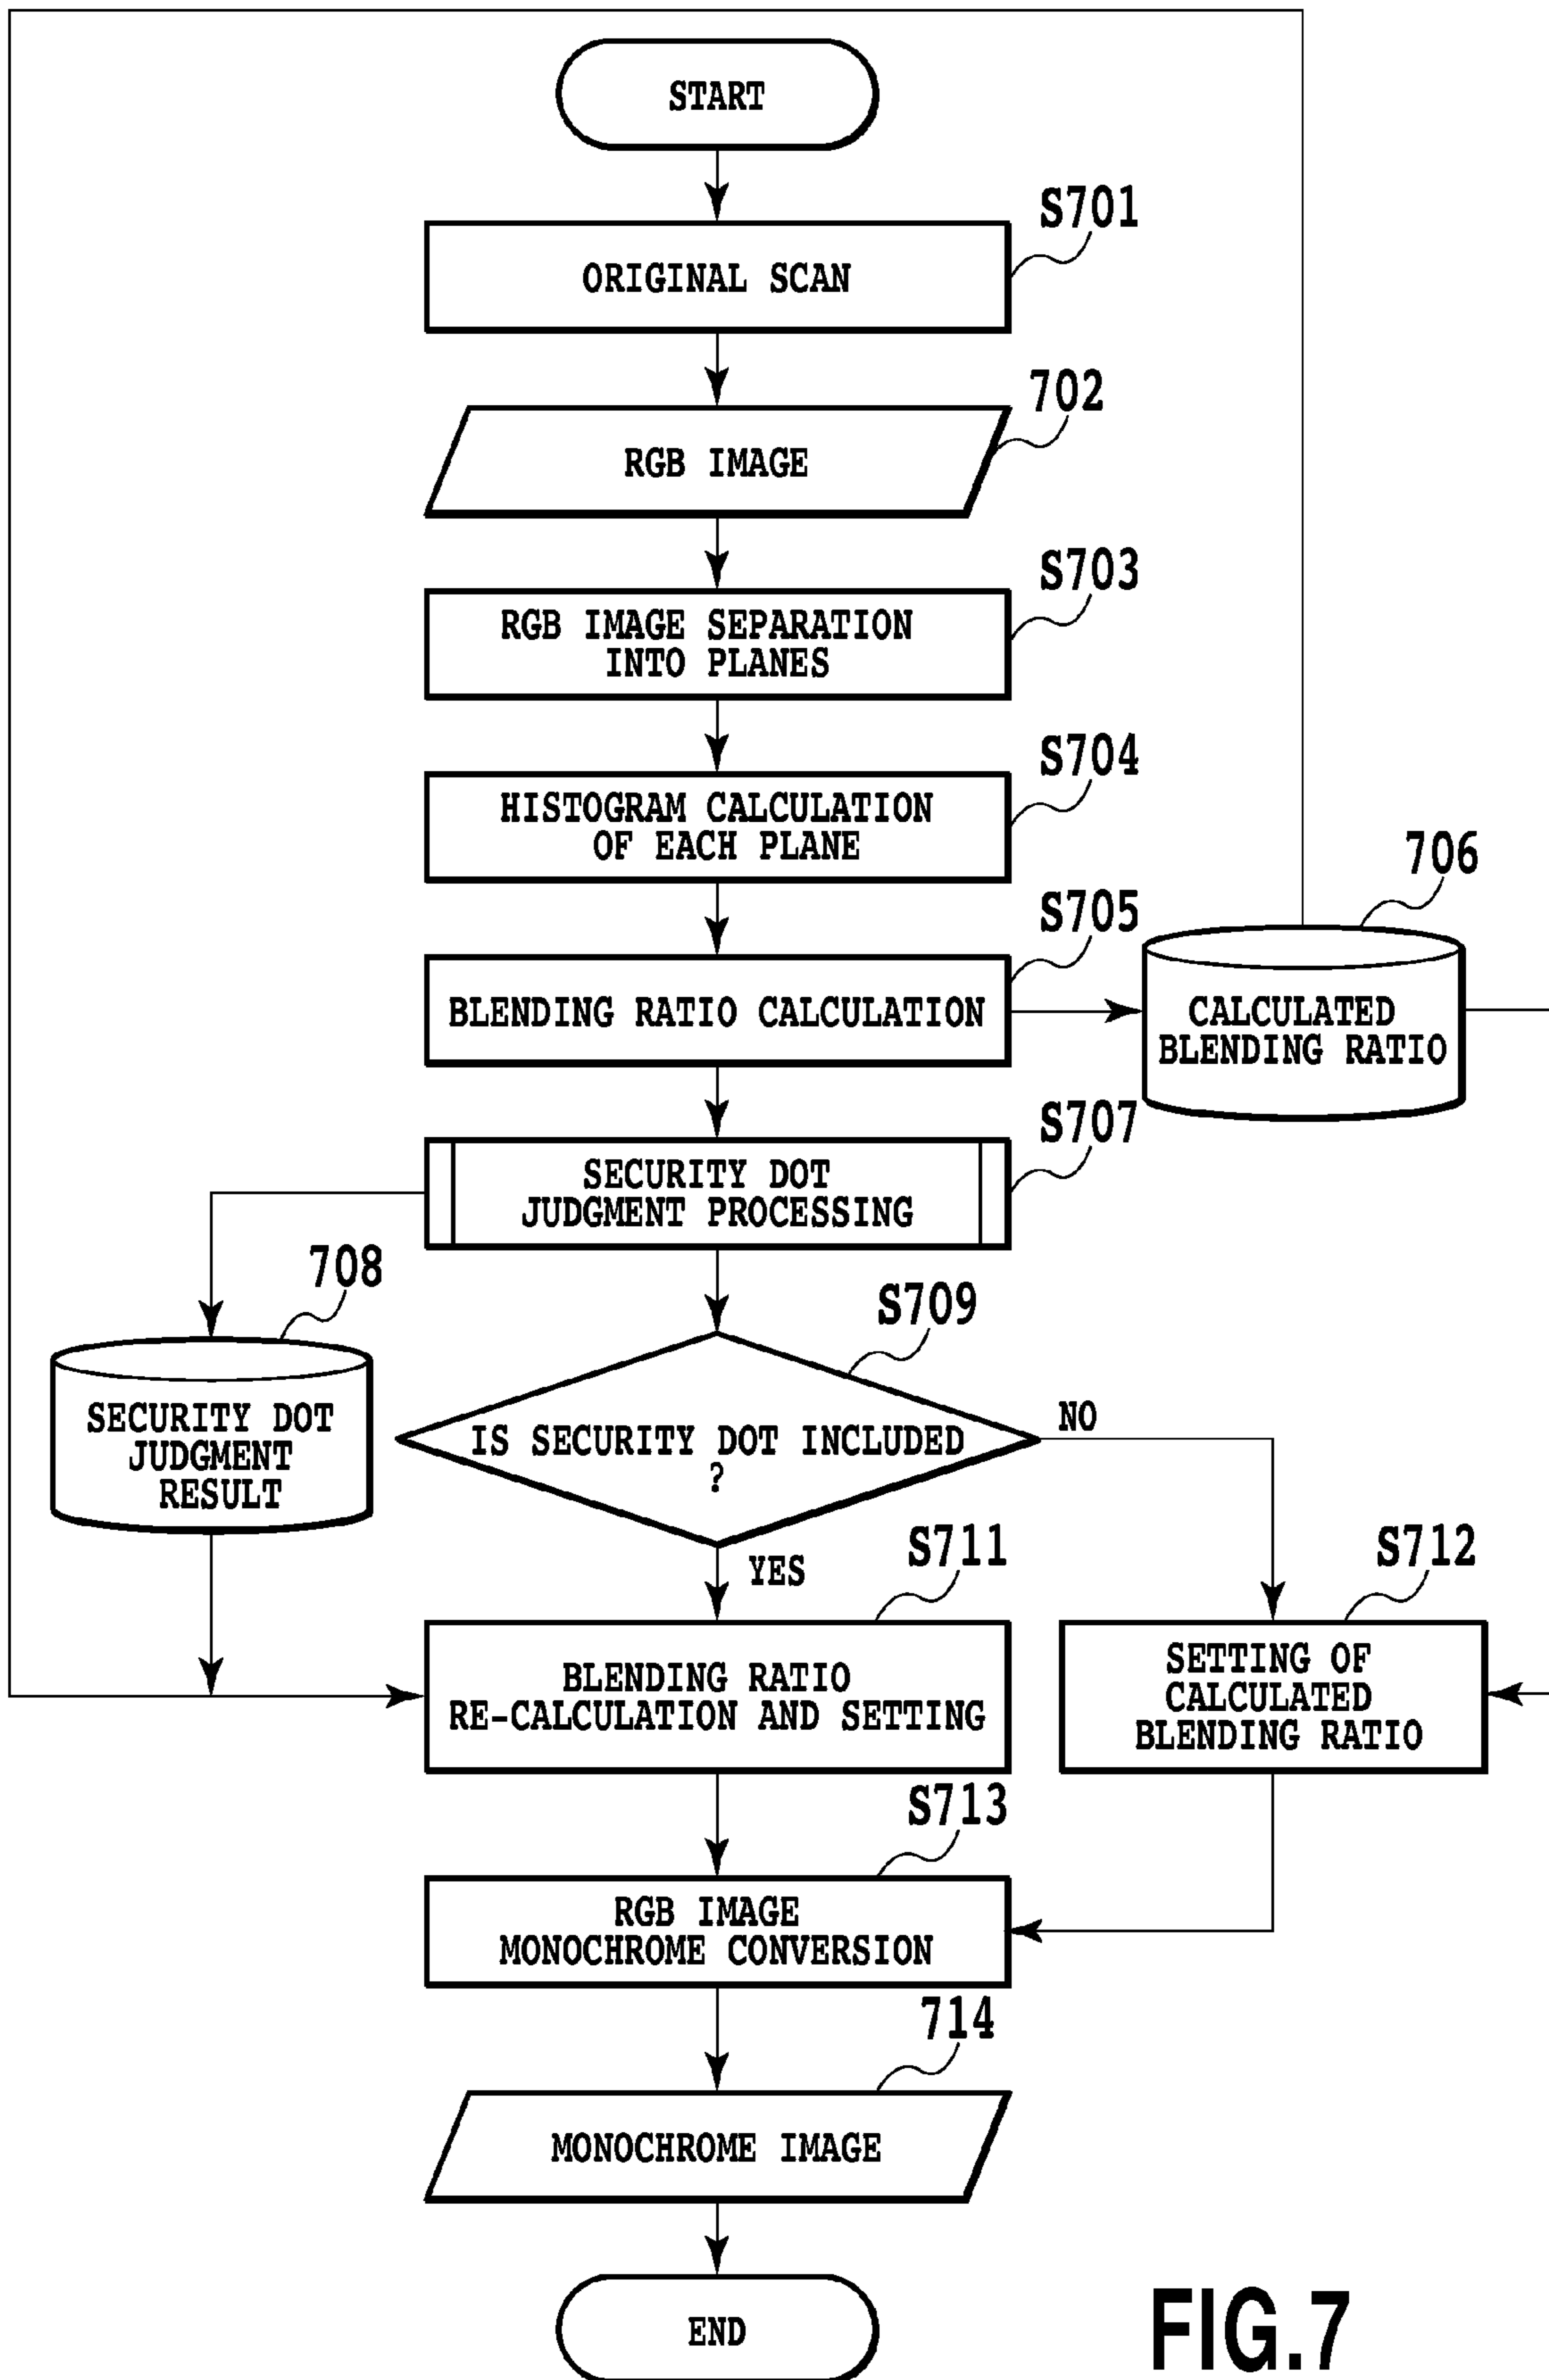 START
S701
ORIGINAL SCAN
702
RGB IMAGE
S703
RGB IMAGE SEPARATION
INTO PLANES
S704
HISTOGRAM CALCULATION
OF EACH PLANE
S705
BLENDING RATIO CALCULATION
706
CALCULATED
BLENDING RATIO
S707
SECURITY DOT
JUDGMENT PROCESSING
708
SECURITY DOT
JUDGMENT
RESULT
S709
IS SECURITY DOT INCLUDED
?
NO
YES
S711
BLENDING RATIO
RE-CALCULATION AND SETTING
S712
SETTING OF
CALCULATED
BLENDING RATIO
S713
RGB IMAGE
MONOCHROME CONVERSION
714
MONOCHROME IMAGE
END
FIG.7